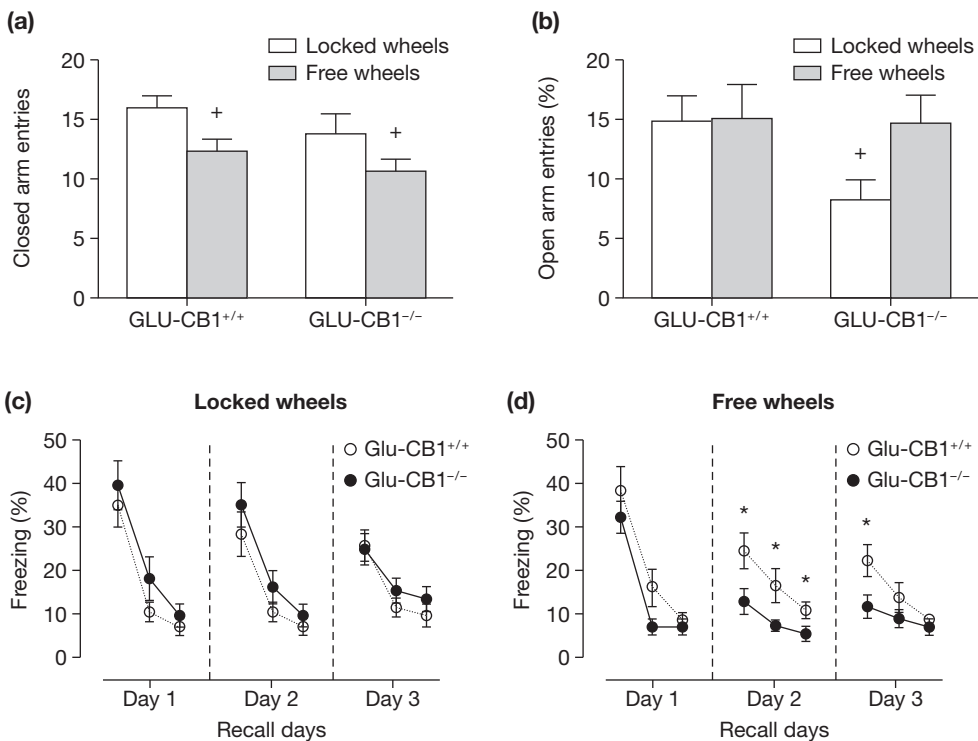 (a)
Locked wheels
Free wheels
Closed arm entries
20
15
10
5
0
+
+
GLU-CB1+/+
GLU-CB1−/−
(b)
Locked wheels
Free wheels
Open arm entries (%)
20
15
10
5
0
+
GLU-CB1+/+
GLU-CB1−/−
(c)
Locked wheels
Glu-CB1+/+
Glu-CB1−/−
Freezing (%)
50
40
30
20
10
0
Day 1
Day 2
Day 3
Recall days
(d)
Free wheels
Glu-CB1+/+
Glu-CB1−/−
Freezing (%)
50
40
30
20
10
0
*
*
*
*
Day 1
Day 2
Day 3
Recall days